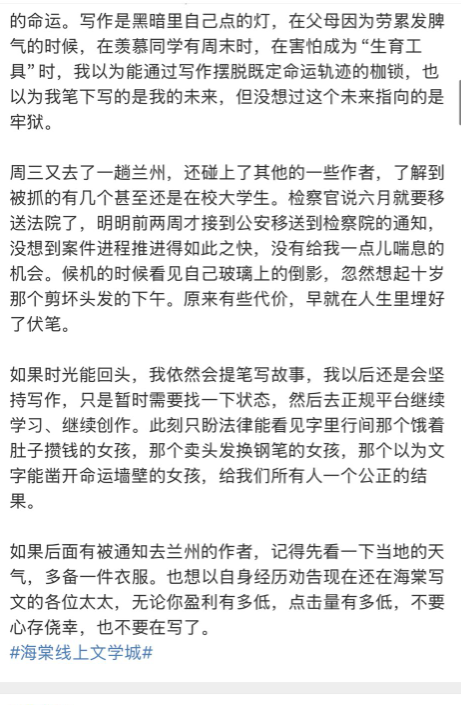 的命运。写作是黑暗里自己点的灯，在父母因为劳累发脾
气的时候，在羡慕同学有周末时，在害怕成为“生育工
具”时，我以为能通过写作摆脱既定命运轨迹的枷锁，也
以为我笔下写的是我的未来，但没想过这个未来指向的是
牢狱。
周三又去了一趟兰州，还碰上了其他的一些作者，了解到
被抓的有几个甚至还是在校大学生。检察官说六月就要移
送法院了，明明前两周才接到公安移送到检察院的通知，
没想到案件进程推进得如此之快，没有给我一点儿喘息的
机会。候机的时候看见自己玻璃上的倒影，忽然想起十岁
那个剪坏头发的下午。原来有些代价，早就在人生里埋好
了伏笔。
如果时光能回头，我依然会提笔写故事，我以后还是会坚
持写作，只是暂时需要找一下状态，然后去正规平台继续
学习、继续创作。此刻只盼法律能看见字里行间那个饿着
肚子攒钱的女孩，那个卖头发换钢笔的女孩，那个以为文
字能凿开命运墙壁的女孩，给我们所有人一个公正的结
果。
如果后面有被通知去兰州的作者，记得先看一下当地的天
气，多备一件衣服。也想以自身经历劝告现在还在海棠写
文的各位太太，无论你盈利有多低，点击量有多低，不要
心存侥幸，也不要在写了。
#海棠线上文学城#